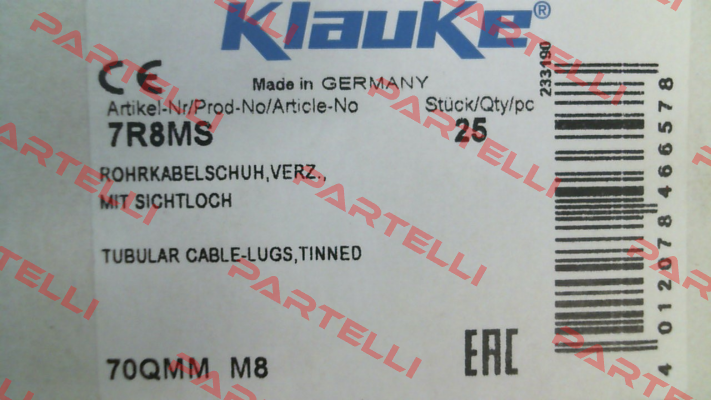 Klauke®
CE
Made in GERMANY
Artikel-Nr/Prod-No/Article-No
Stück/Qty/pc
7R8MS
25
ROHRKABELSCHUH,VERZ.,
MIT SICHTLOCH
TUBULAR CABLE-LUGS,TINNED
70QMM M8
EAC
233190
4 012078 466578
PARTELLI
PARTELLI
PARTELLI
PARTELLI
PARTELLI
PARTELLI
PARTELLI